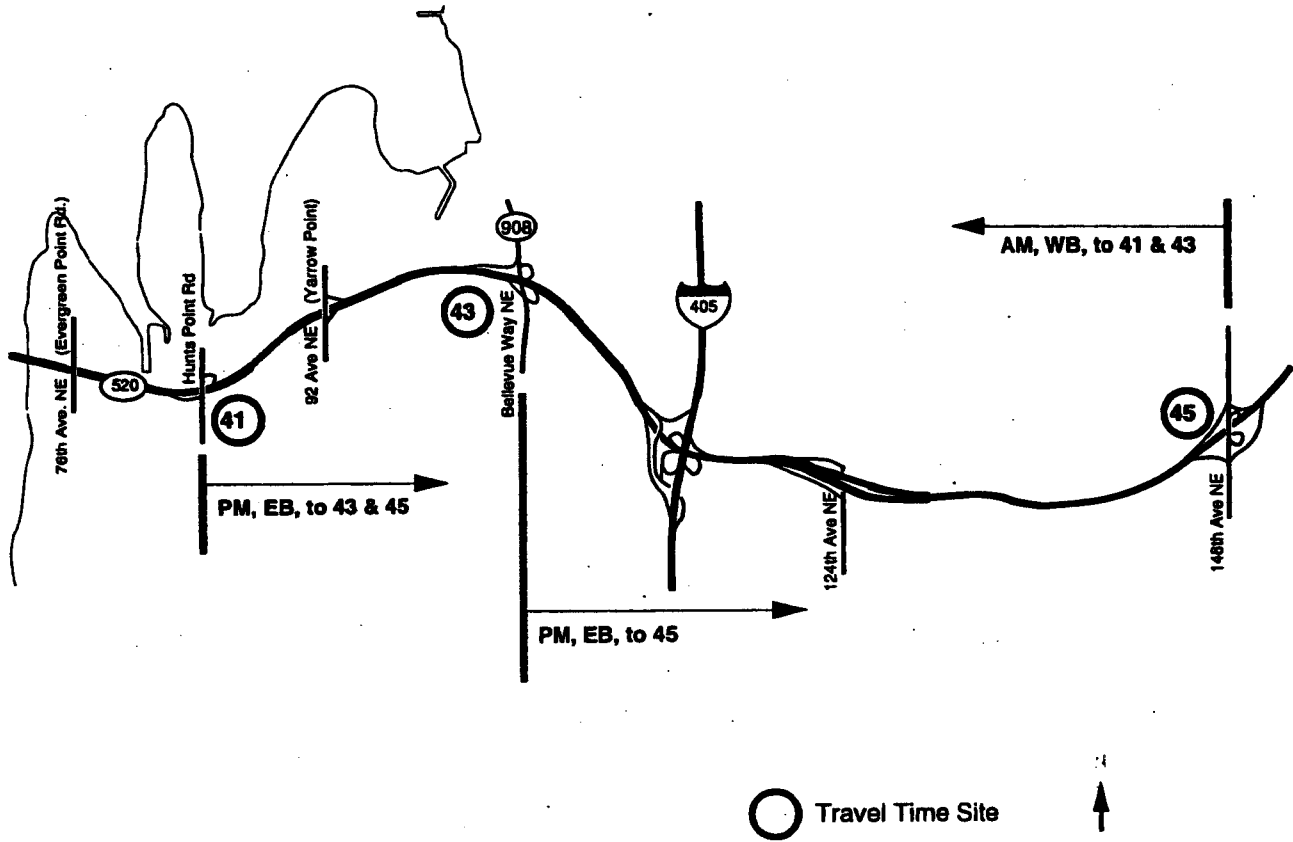 908
AM, WB, to 41 & 43
76th Ave. NE (Evergreen Point Rd.)
Hunts Point Rd
92 Ave NE (Yarrow Point)
43
Bellevue Way NE
405
520
41
45
PM, EB, to 43 & 45
124th Ave NE
148th Ave NE
PM, EB, to 45
Travel Time Site